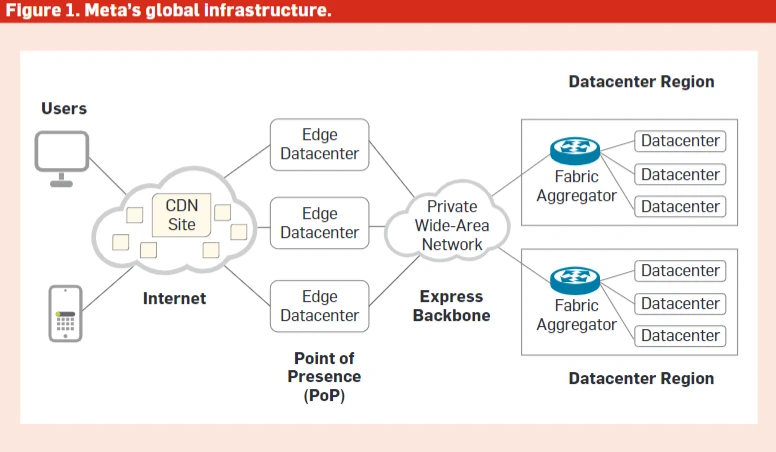 Figure 1. Meta's global infrastructure.
Users
CDN
Site
Internet
Edge
Datacenter
Edge
Datacenter
Edge
Datacenter
Point of
Presence
(PoP)
Private
Wide-Area
Network
Express
Backbone
Datacenter Region
Fabric
Aggregator
Datacenter
Datacenter
Datacenter
Fabric
Aggregator
Datacenter
Datacenter
Datacenter
Datacenter Region